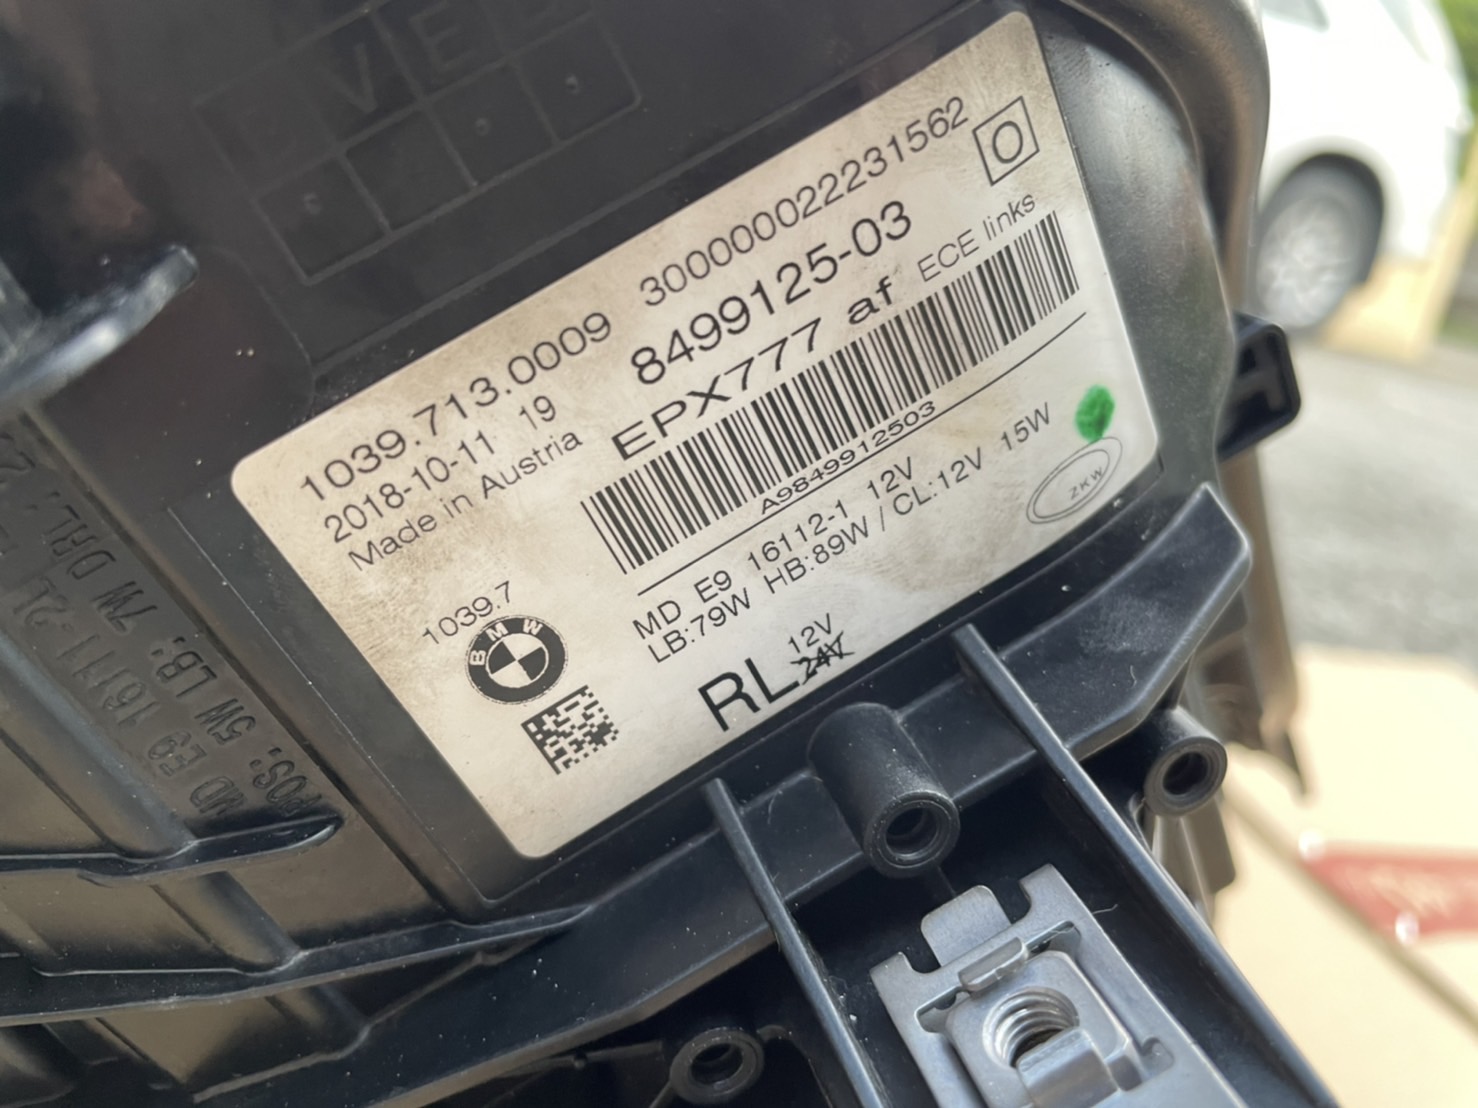 1039.713.0009 300000022231562
O
2018-10-11 19 8499125-03
Made in Austria EPX777 af ECE links
A9849912503
MD E9 16112-1 12V
LB:79W HB:89W / CL:12V 15W
ZKW
1039.7
BMW
RL 12V
24V
MD E9 16111-2L
POS: 5W LB: 7W DRL: